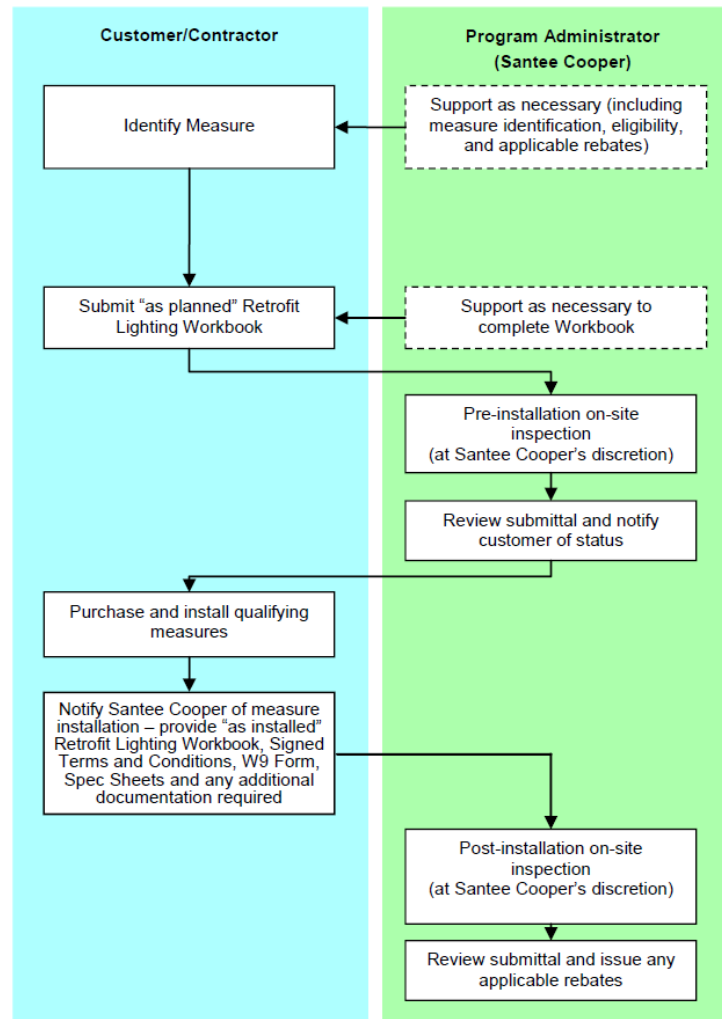 Customer/Contractor
Program Administrator
(Santee Cooper)
Identify Measure
Support as necessary (including
measure identification, eligibility,
and applicable rebates)
Submit “as planned” Retrofit
Lighting Workbook
Support as necessary to
complete Workbook
Pre-installation on-site
inspection
(at Santee Cooper’s discretion)
Review submittal and notify
customer of status
Purchase and install qualifying
measures
Notify Santee Cooper of measure
installation – provide “as installed”
Retrofit Lighting Workbook, Signed
Terms and Conditions, W9 Form,
Spec Sheets and any additional
documentation required
Post-installation on-site
inspection
(at Santee Cooper’s discretion)
Review submittal and issue any
applicable rebates